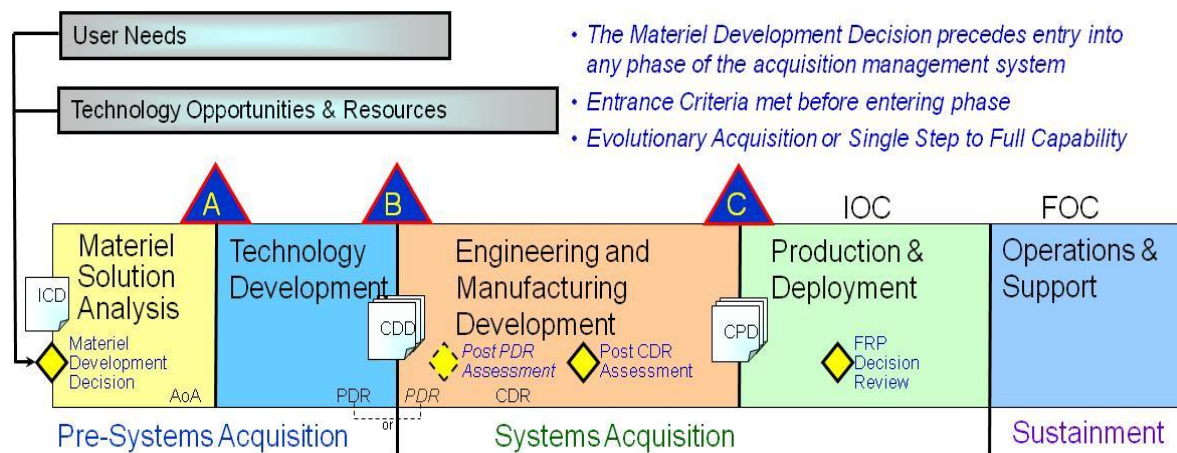 User Needs
Technology Opportunities & Resources
• The Materiel Development Decision precedes entry into
any phase of the acquisition management system
• Entrance Criteria met before entering phase
• Evolutionary Acquisition or Single Step to Full Capability
A
B
C
IOC
FOC
Materiel
Solution
Analysis
ICD
Materiel
Development
Decision
AoA
Technology
Development
CDD
PDR
or
PDR
Engineering and
Manufacturing
Development
Post PDR
Assessment
Post CDR
Assessment
CDR
CPD
Production &
Deployment
FRP
Decision
Review
Operations &
Support
Pre-Systems Acquisition
Systems Acquisition
Sustainment